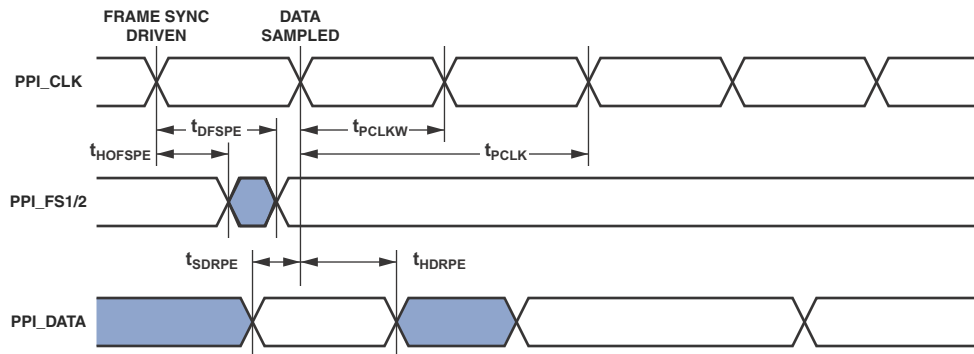 FRAME SYNC
DRIVEN
DATA
SAMPLED
PPI_CLK
tDFSPE
tPCLKW
tHOFSPE
tPCLK
PPI_FS1/2
tSDRPE
tHDRPE
PPI_DATA